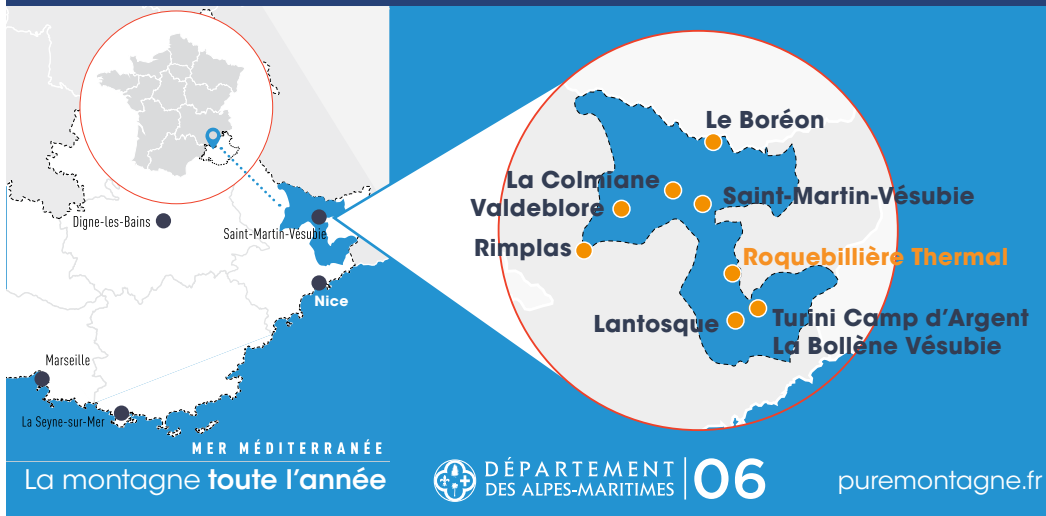 Digne-les-Bains
Saint-Martin-Vésubie
Nice
Marseille
La Seyne-sur-Mer
MER MÉDITERRANÉE
Le Boréon
La Colmiane
Saint-Martin-Vésubie
Valdeblore
Rimplas
Roquebillière Thermal
Lantosque
Turini Camp d'Argent
La Bollène Vésubie
La montagne toute l'année
DÉPARTEMENT
DES ALPES-MARITIMES
06
puremontagne.fr